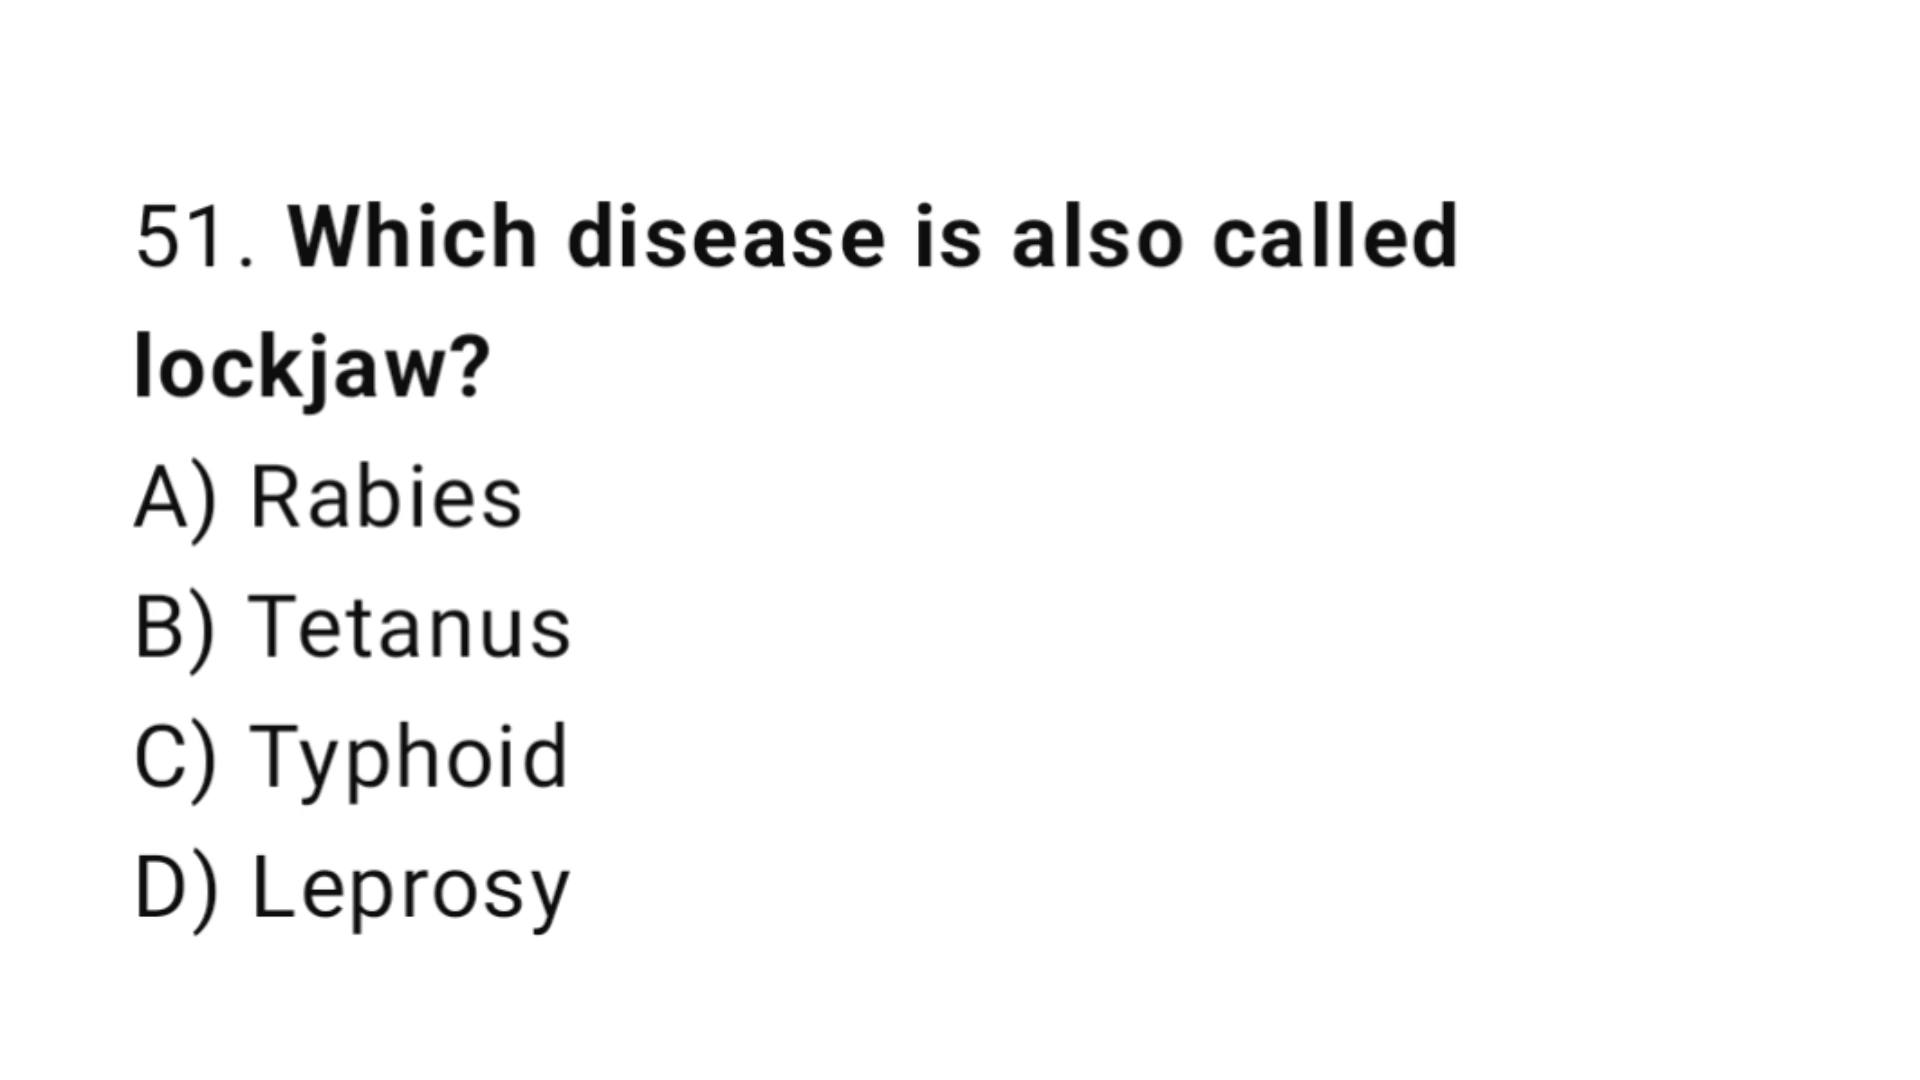 51. Which disease is also called
lockjaw?
A) Rabies
B) Tetanus
C) Typhoid
D) Leprosy